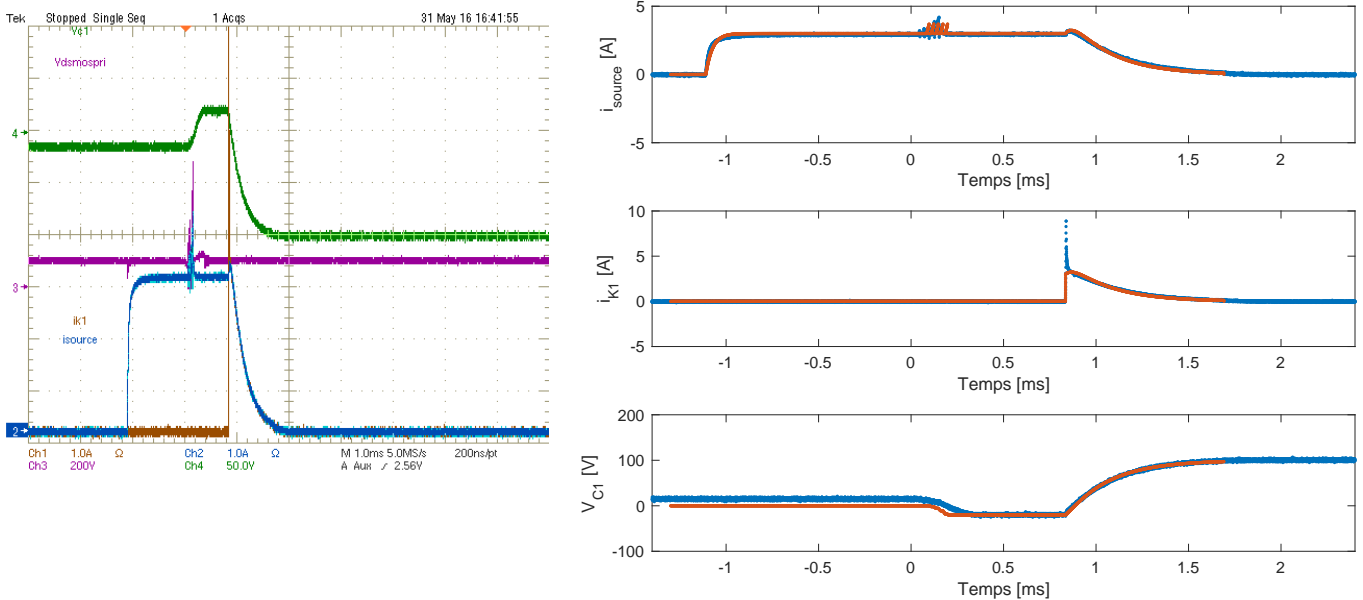 Tek Stopped Single Seq 1 Acqs 31 May 16 16:41:55
Vc1
Vdsmospri
4
3
ik1
isource
2
Ch1 1.0A Ω Ch2 1.0A Ω M 1.0ms 5.0MS/s 200ns/pt
Ch3 200V Ch4 50.0V A Aux ⁄ 2.56V
i_source [A]
5
0
-5
-1 -0.5 0 0.5 1 1.5 2
Temps [ms]
i_K1 [A]
10
5
0
-5
-1 -0.5 0 0.5 1 1.5 2
Temps [ms]
V_C1 [V]
200
100
0
-100
-1 -0.5 0 0.5 1 1.5 2
Temps [ms]